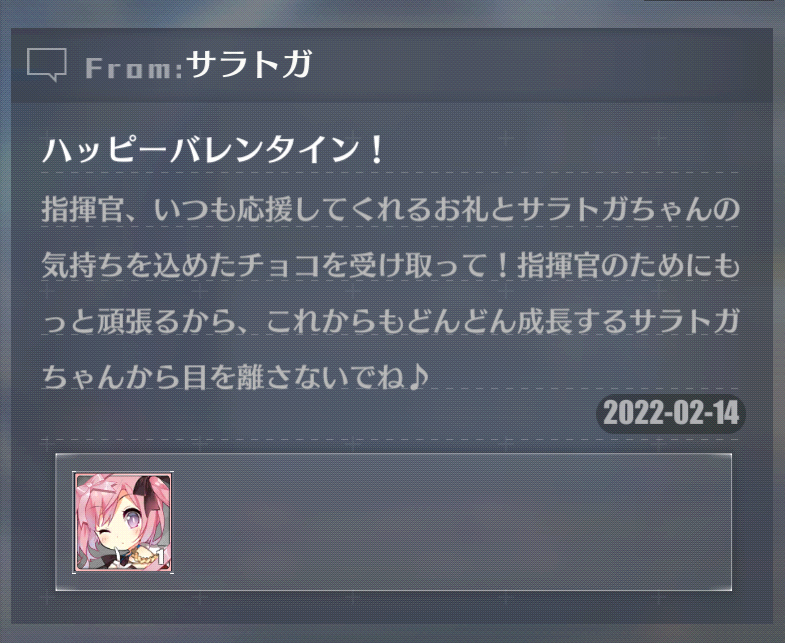 From:サラトガ
ハッピーバレンタイン！
指揮官、いつも応援してくれるお礼とサラトガちゃんの
気持ちを込めたチョコを受け取って！指揮官のためにも
っと頑張るから、これからもどんどん成長するサラトガ
ちゃんから目を離さないでね♪
2022-02-14
1